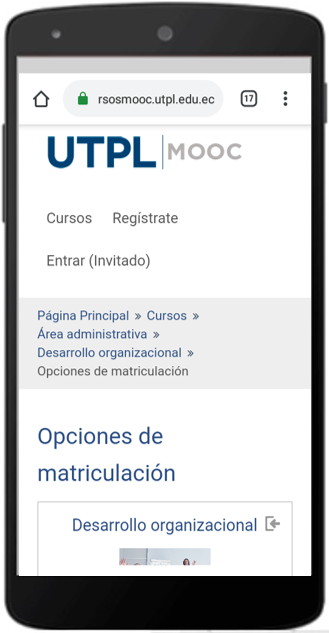 rsosmooc.utpl.edu.ec
17
UTPL MOOC
Cursos Regístrate
Entrar (Invitado)
Página Principal » Cursos »
Área administrativa »
Desarrollo organizacional »
Opciones de matriculación
Opciones de
matriculación
Desarrollo organizacional